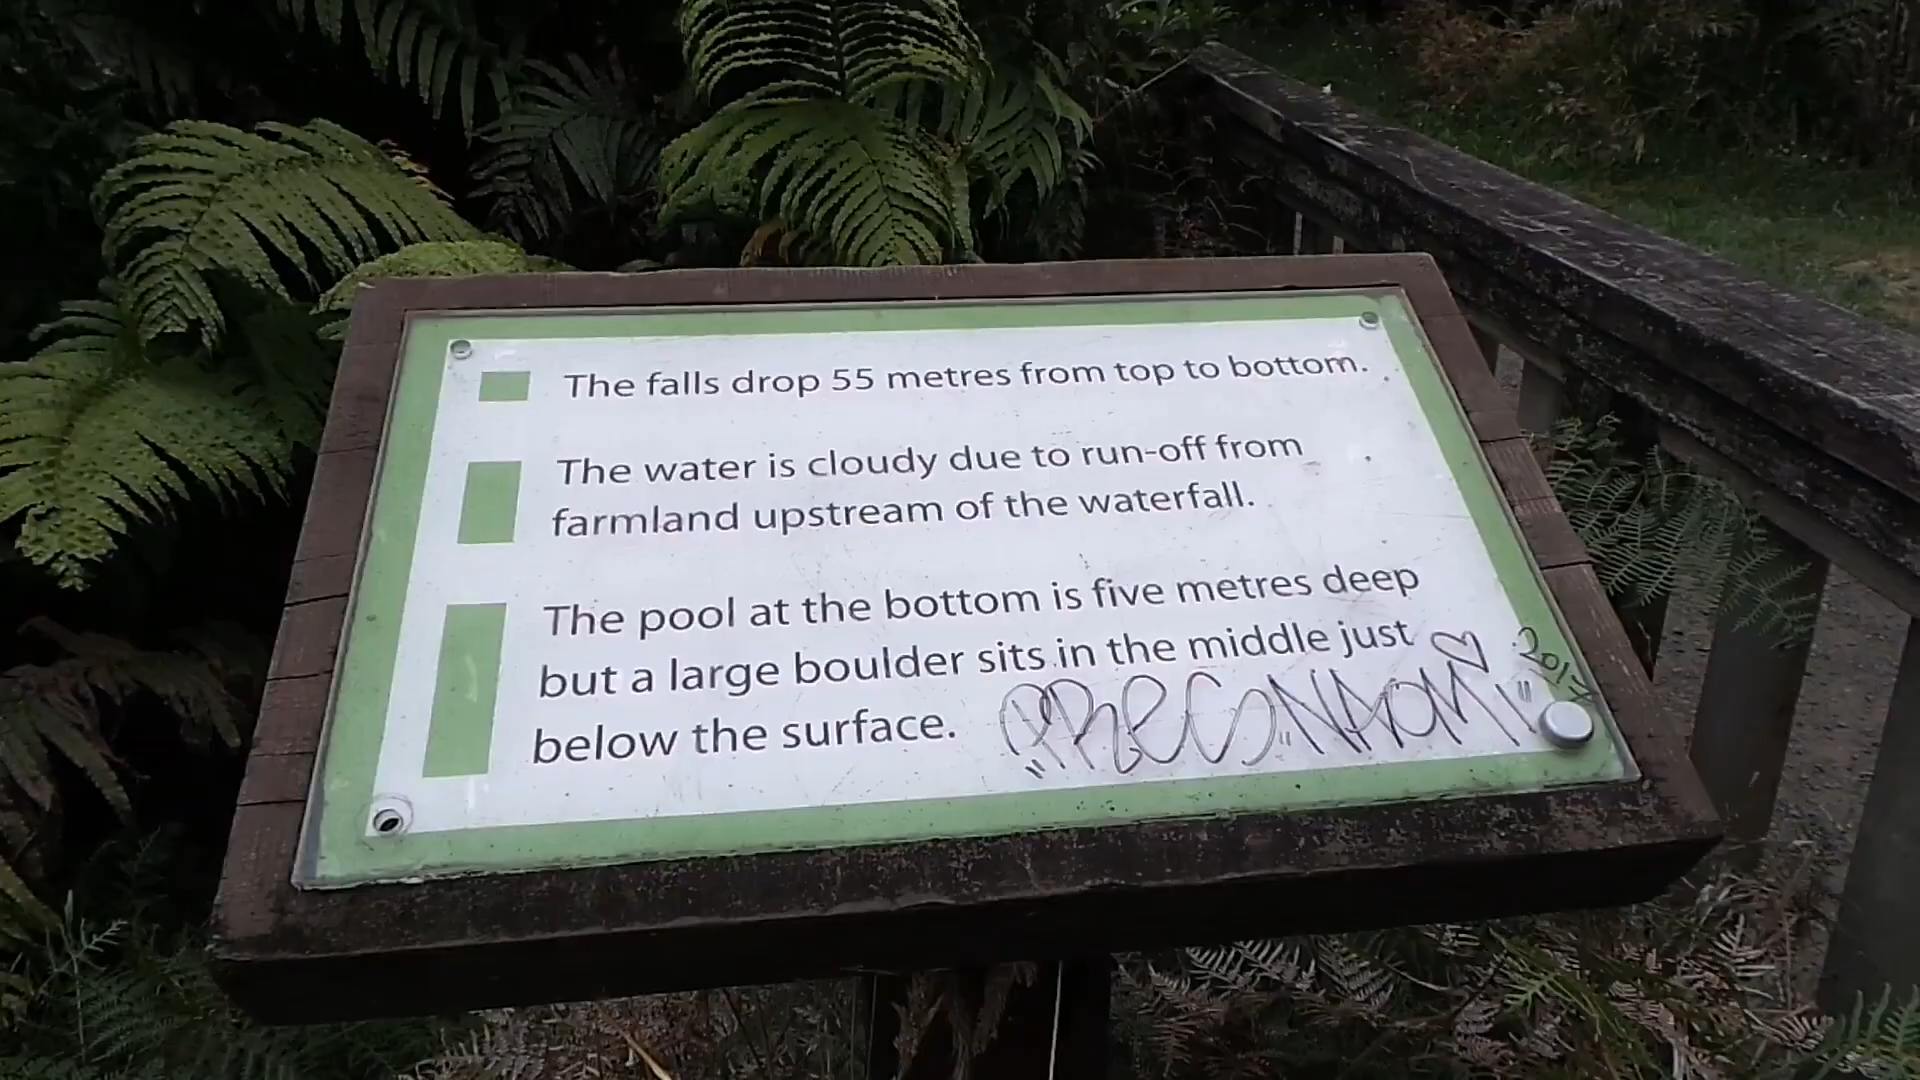 The falls drop 55 metres from top to bottom.
The water is cloudy due to run-off from
farmland upstream of the waterfall.
The pool at the bottom is five metres deep
but a large boulder sits in the middle just
below the surface.